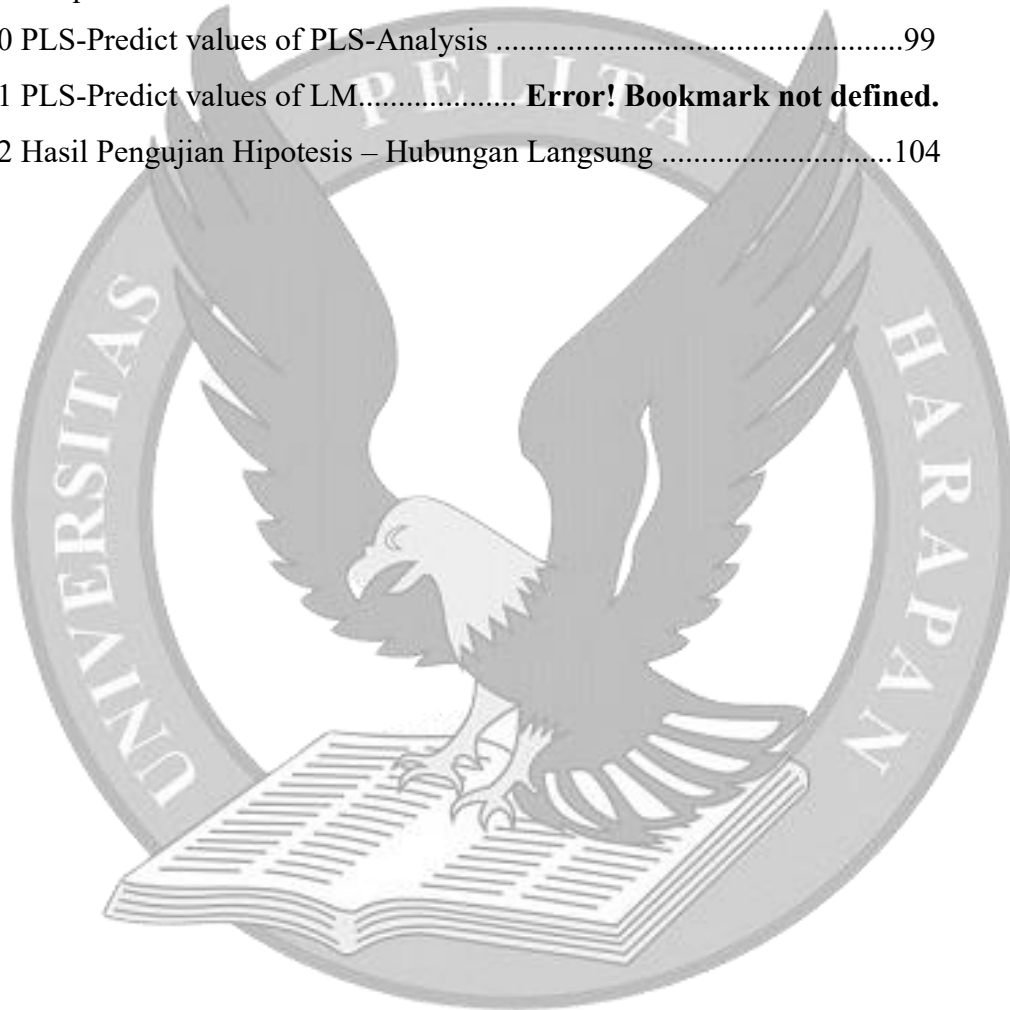 0 PLS-Predict values of PLS-Analysis ...................................................99
1 PLS-Predict values of LM.................... Error! Bookmark not defined.
2 Hasil Pengujian Hipotesis – Hubungan Langsung .............................104
UNIVERSITAS PELITA HARAPAN